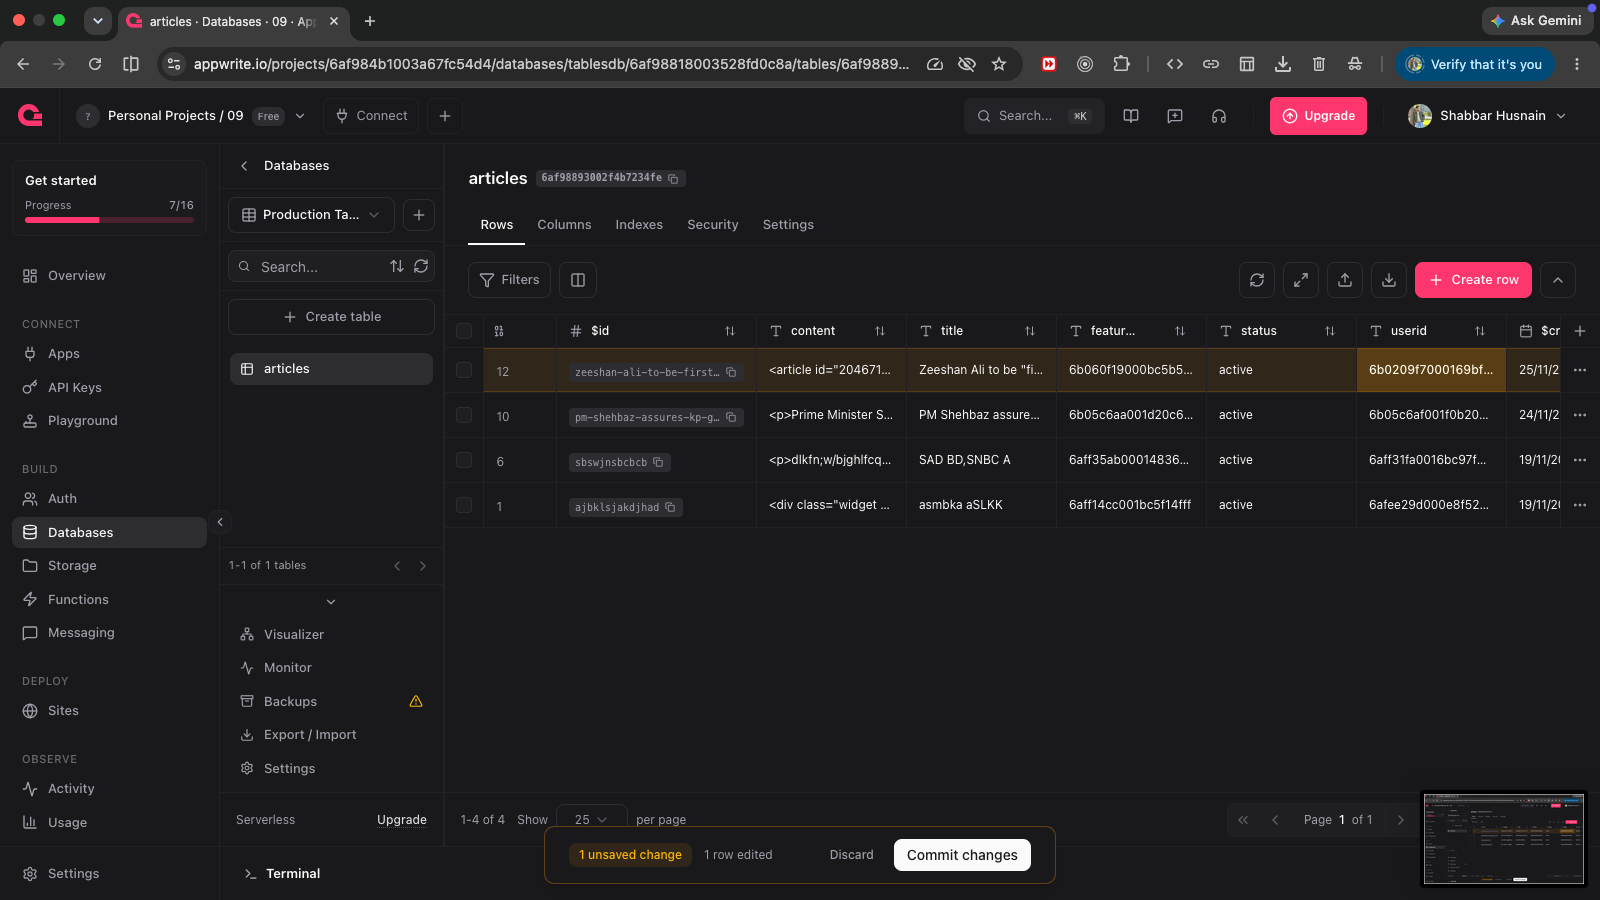 articles · Databases · 09 · Ap
Ask Gemini
appwrite.io/projects/6af984b1003a67fc54d4/databases/tablesdb/6af98818003528fd0c8a/tables/6af9889...
Verify that it's you
?
Personal Projects / 09
Free
Connect
Search...
⌘K
Upgrade
Shabbar Husnain
Get started
Progress
7/16
Overview
CONNECT
Apps
API Keys
Playground
BUILD
Auth
Databases
Storage
Functions
Messaging
DEPLOY
Sites
OBSERVE
Activity
Usage
Settings
Databases
Production Ta...
Search...
Create table
articles
1-1 of 1 tables
Visualizer
Monitor
Backups
Export / Import
Settings
Serverless
Upgrade
Terminal
articles
6af98893002f4b7234fe
Rows Columns Indexes Security Settings
Filters
Create row
$id content title featur... status userid $cr
12 zeeshan-ali-to-be-first... <article id="204671... Zeeshan Ali to be "fi... 6b060f19000bc5b5... active 6b0209f7000169bf... 25/11/2
10 pm-shehbaz-assures-kp-g... <p>Prime Minister S... PM Shehbaz assure... 6b05c6aa001d20c6... active 6b05c6af001f0b20... 24/11/2
6 sbswjnsbcbcb <p>dlkfn;w/bjghlfcq... SAD BD,SNBC A 6aff35ab00014836... active 6aff31fa0016bc97f... 19/11/20
1 ajbklsjakdjhad <div class="widget ... asmbka aSLKK 6aff14cc001bc5f14fff active 6afee29d000e8f52... 19/11/20
1-4 of 4 Show 25 per page
Page 1 of 1
1 unsaved change
1 row edited
Discard
Commit changes